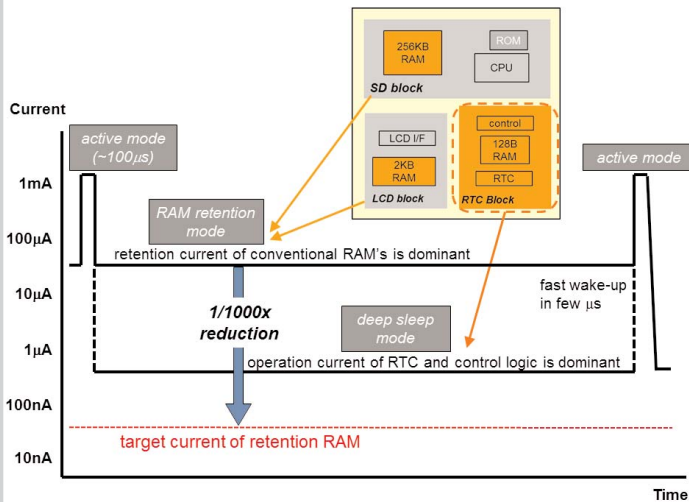 256KB
RAM
ROM
CPU
SD block
LCD I/F
2KB
RAM
LCD block
control
128B
RAM
RTC
RTC Block
Current
active mode
(~100μs)
active mode
1mA
RAM retention
mode
100μA
retention current of conventional RAM's is dominant
10μA
fast wake-up
in few μs
1/1000x
reduction
deep sleep
mode
1μA
operation current of RTC and control logic is dominant
100nA
target current of retention RAM
10nA
Time